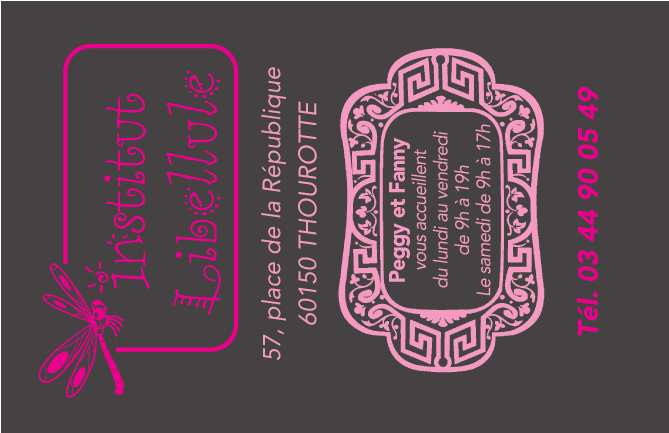 Institut
Libellule
57, place de la République
60150 THOUROTTE
Peggy et Fanny
vous accueillent
du lundi au vendredi
de 9h à 19h
Le samedi de 9h à 17h
Tél. 03 44 90 05 49